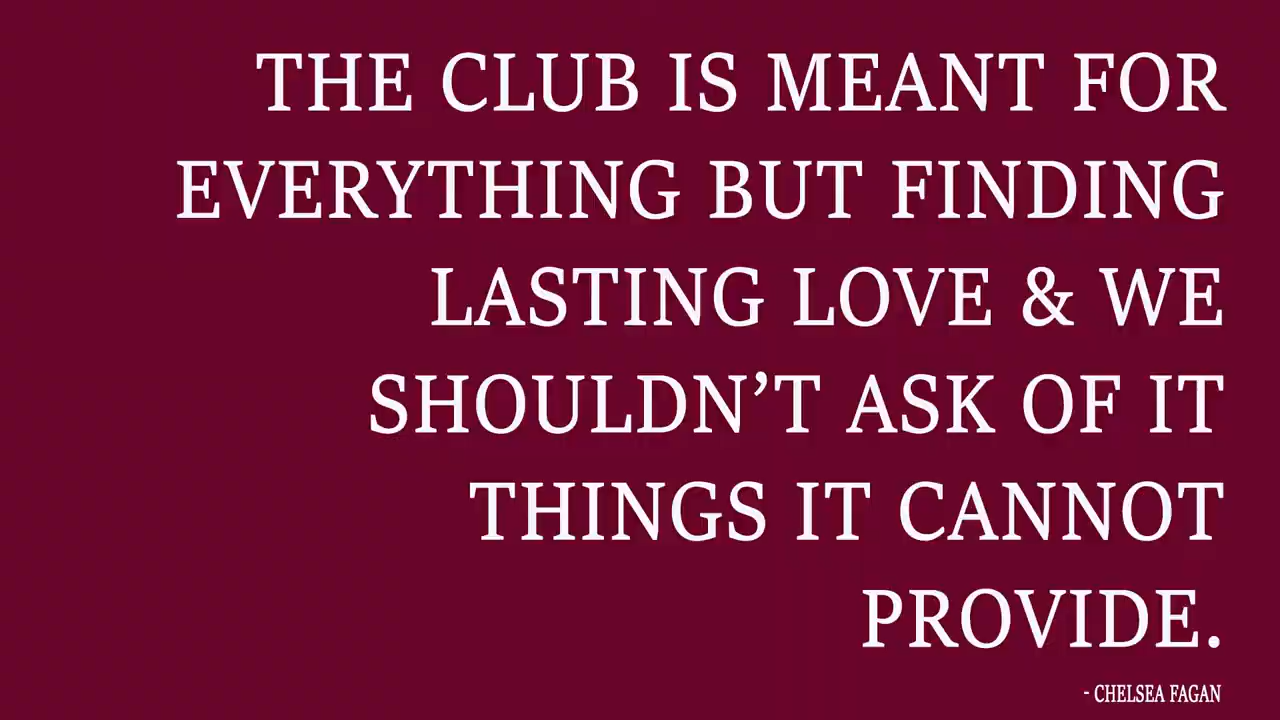 THE CLUB IS MEANT FOR
EVERYTHING BUT FINDING
LASTING LOVE & WE
SHOULDN’T ASK OF IT
THINGS IT CANNOT
PROVIDE.
- CHELSEA FAGAN